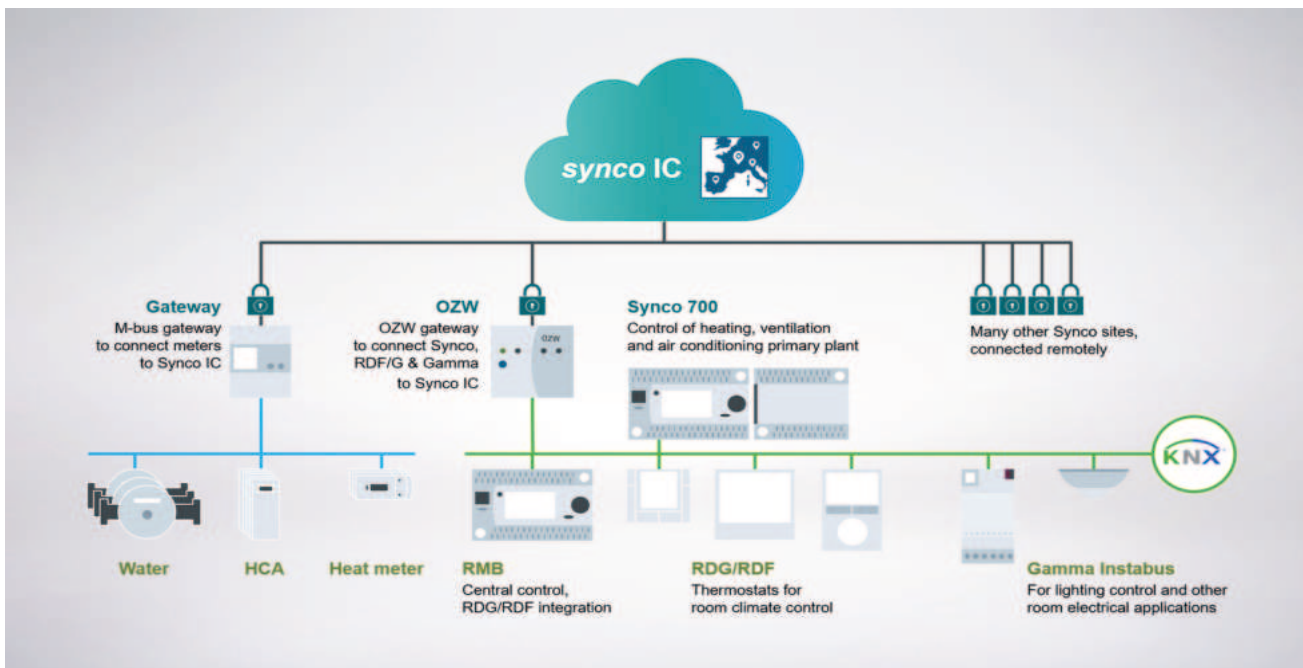 synco IC
Gateway
M-bus gateway
to connect meters
to Synco IC
OZW
OZW gateway
to connect Synco,
RDF/G & Gamma
to Synco IC
OZW
Synco 700
Control of heating, ventilation
and air conditioning primary plant
Many other Synco sites,
connected remotely
KNX
Water
HCA
Heat meter
RMB
Central control,
RDG/RDF integration
RDG/RDF
Thermostats for
room climate control
Gamma Instabus
For lighting control and other
room electrical applications